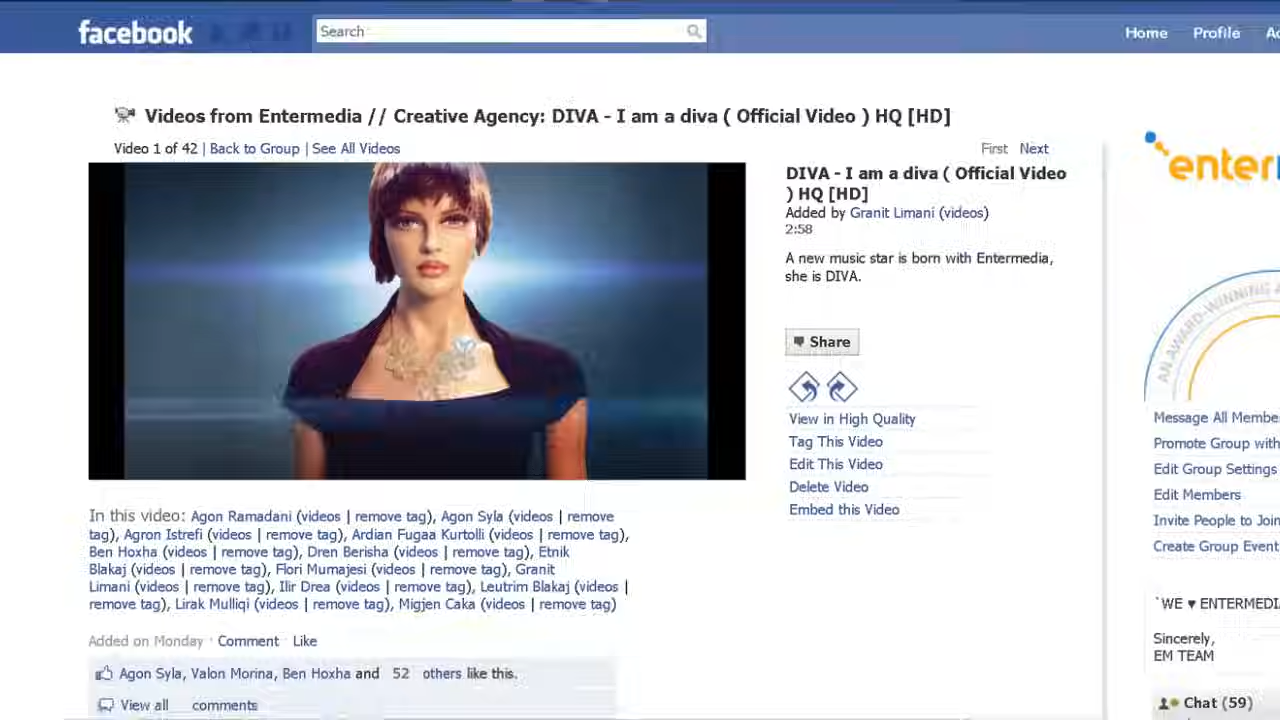 facebook
Search
Home Profile
Videos from Entermedia // Creative Agency: DIVA - I am a diva ( Official Video ) HQ [HD]
Video 1 of 42 | Back to Group | See All Videos
First Next
DIVA - I am a diva ( Official Video
) HQ [HD]
Added by Granit Limani (videos)
2:58
A new music star is born with Entermedia,
she is DIVA.
Share
View in High Quality
Tag This Video
Edit This Video
Delete Video
Embed this Video
In this video: Agon Ramadani (videos | remove tag), Agon Syla (videos | remove
tag), Agron Istrefi (videos | remove tag), Ardian Fugaa Kurtolli (videos | remove tag),
Ben Hoxha (videos | remove tag), Dren Berisha (videos | remove tag), Etnik
Blakaj (videos | remove tag), Flori Mumajesi (videos | remove tag), Granit
Limani (videos | remove tag), Ilir Drea (videos | remove tag), Leutrim Blakaj (videos |
remove tag), Lirak Mulliqi (videos | remove tag), Migjen Caka (videos | remove tag)
Added on Monday · Comment · Like
Agon Syla, Valon Morina, Ben Hoxha and 52 others like this.
View all comments
enter
AN AWARD-WINNING
Message All Membe
Promote Group with
Edit Group Settings
Edit Members
Invite People to Join
Create Group Event
`WE ♥ ENTERMEDIA
Sincerely,
EM TEAM
Chat (59)